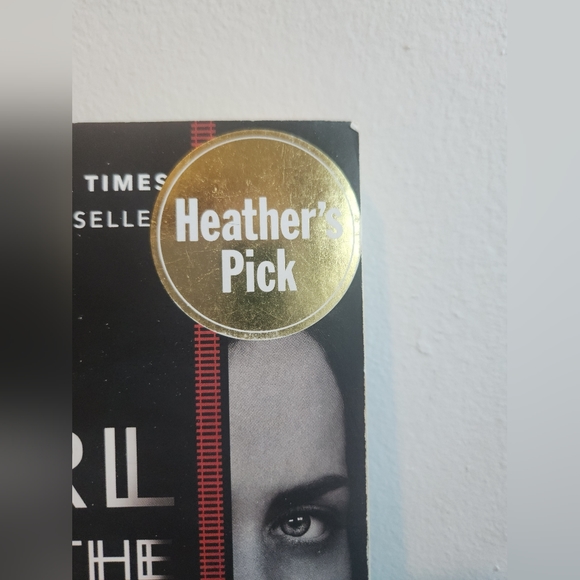 TIMES
SELLE
Heather's
Pick
RL
THE